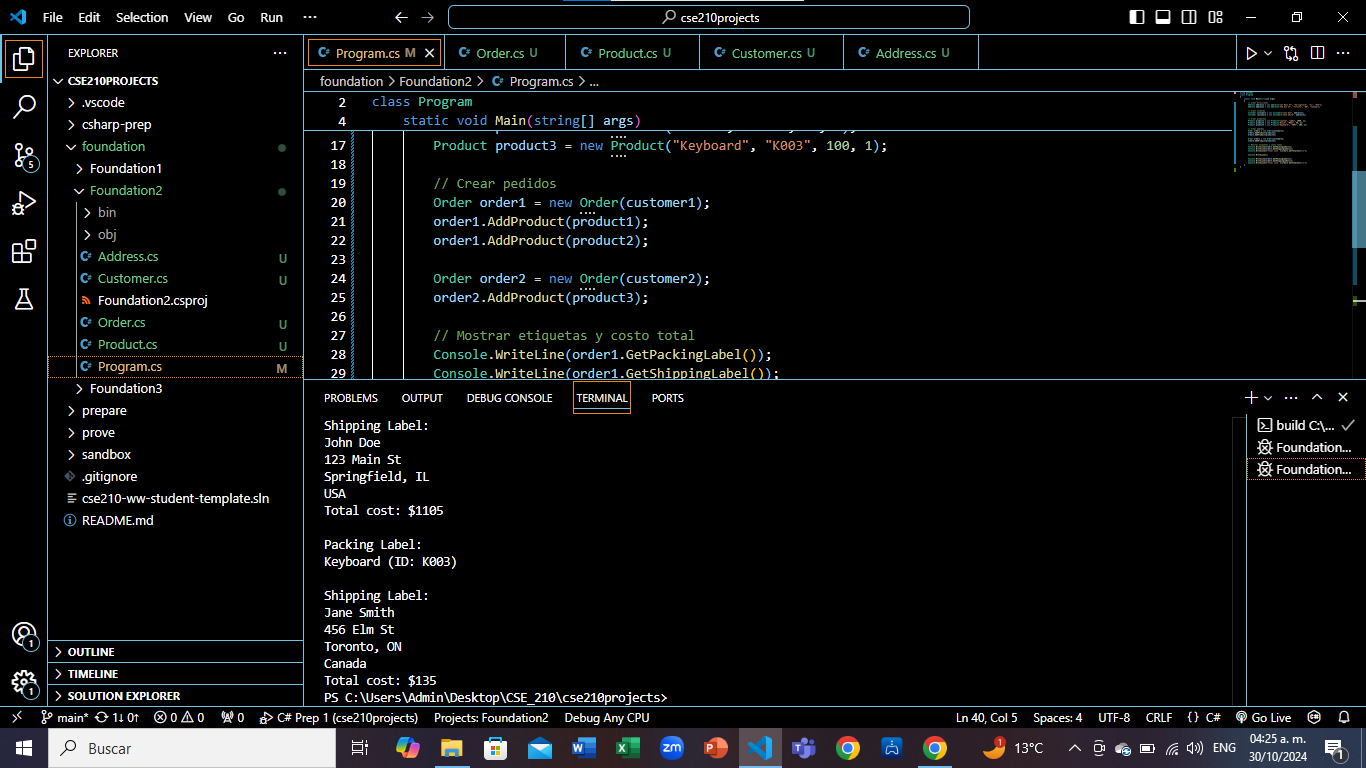 File Edit Selection View Go Run ···
cse210projects
EXPLORER ···
CSE210PROJECTS
.vscode
csharp-prep
foundation
Foundation1
Foundation2
bin
obj
Address.cs U
Customer.cs U
Foundation2.csproj
Order.cs U
Product.cs U
Program.cs M
Foundation3
prepare
prove
sandbox
.gitignore
cse210-ww-student-template.sln
README.md
OUTLINE
TIMELINE
SOLUTION EXPLORER
5
1
1
Program.cs M Order.cs U Product.cs U Customer.cs U Address.cs U
foundation > Foundation2 > Program.cs > ...
2 class Program
4 static void Main(string[] args)
17 Product product3 = new Product("Keyboard", "K003", 100, 1);
18
19 // Crear pedidos
20 Order order1 = new Order(customer1);
21 order1.AddProduct(product1);
22 order1.AddProduct(product2);
23
24 Order order2 = new Order(customer2);
25 order2.AddProduct(product3);
26
27 // Mostrar etiquetas y costo total
28 Console.WriteLine(order1.GetPackingLabel());
29 Console.WriteLine(order1.GetShippingLabel());
PROBLEMS OUTPUT DEBUG CONSOLE TERMINAL PORTS
Shipping Label:
John Doe
123 Main St
Springfield, IL
USA
Total cost: $1105
Packing Label:
Keyboard (ID: K003)
Shipping Label:
Jane Smith
456 Elm St
Toronto, ON
Canada
Total cost: $135
PS C:\Users\Admin\Desktop\CSE_210\cse210projects>
build C:\...
Foundation...
Foundation...
main* 1↓ 0↑ 0 0 0 C# Prep 1 (cse210projects) Projects: Foundation2 Debug Any CPU Ln 40, Col 5 Spaces: 4 UTF-8 CRLF {} C# Go Live
Buscar
1 13°C ENG
04:25 a. m.
30/10/2024
1